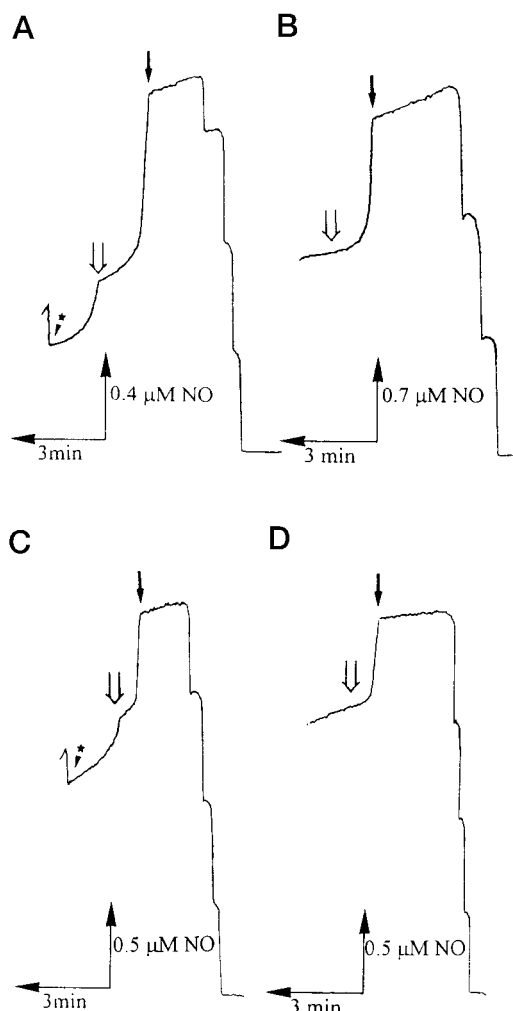 A
B
★
0.4 μM NO
0.7 μM NO
3min
3 min
C
D
★
0.5 μM NO
0.5 μM NO
3min
3 min